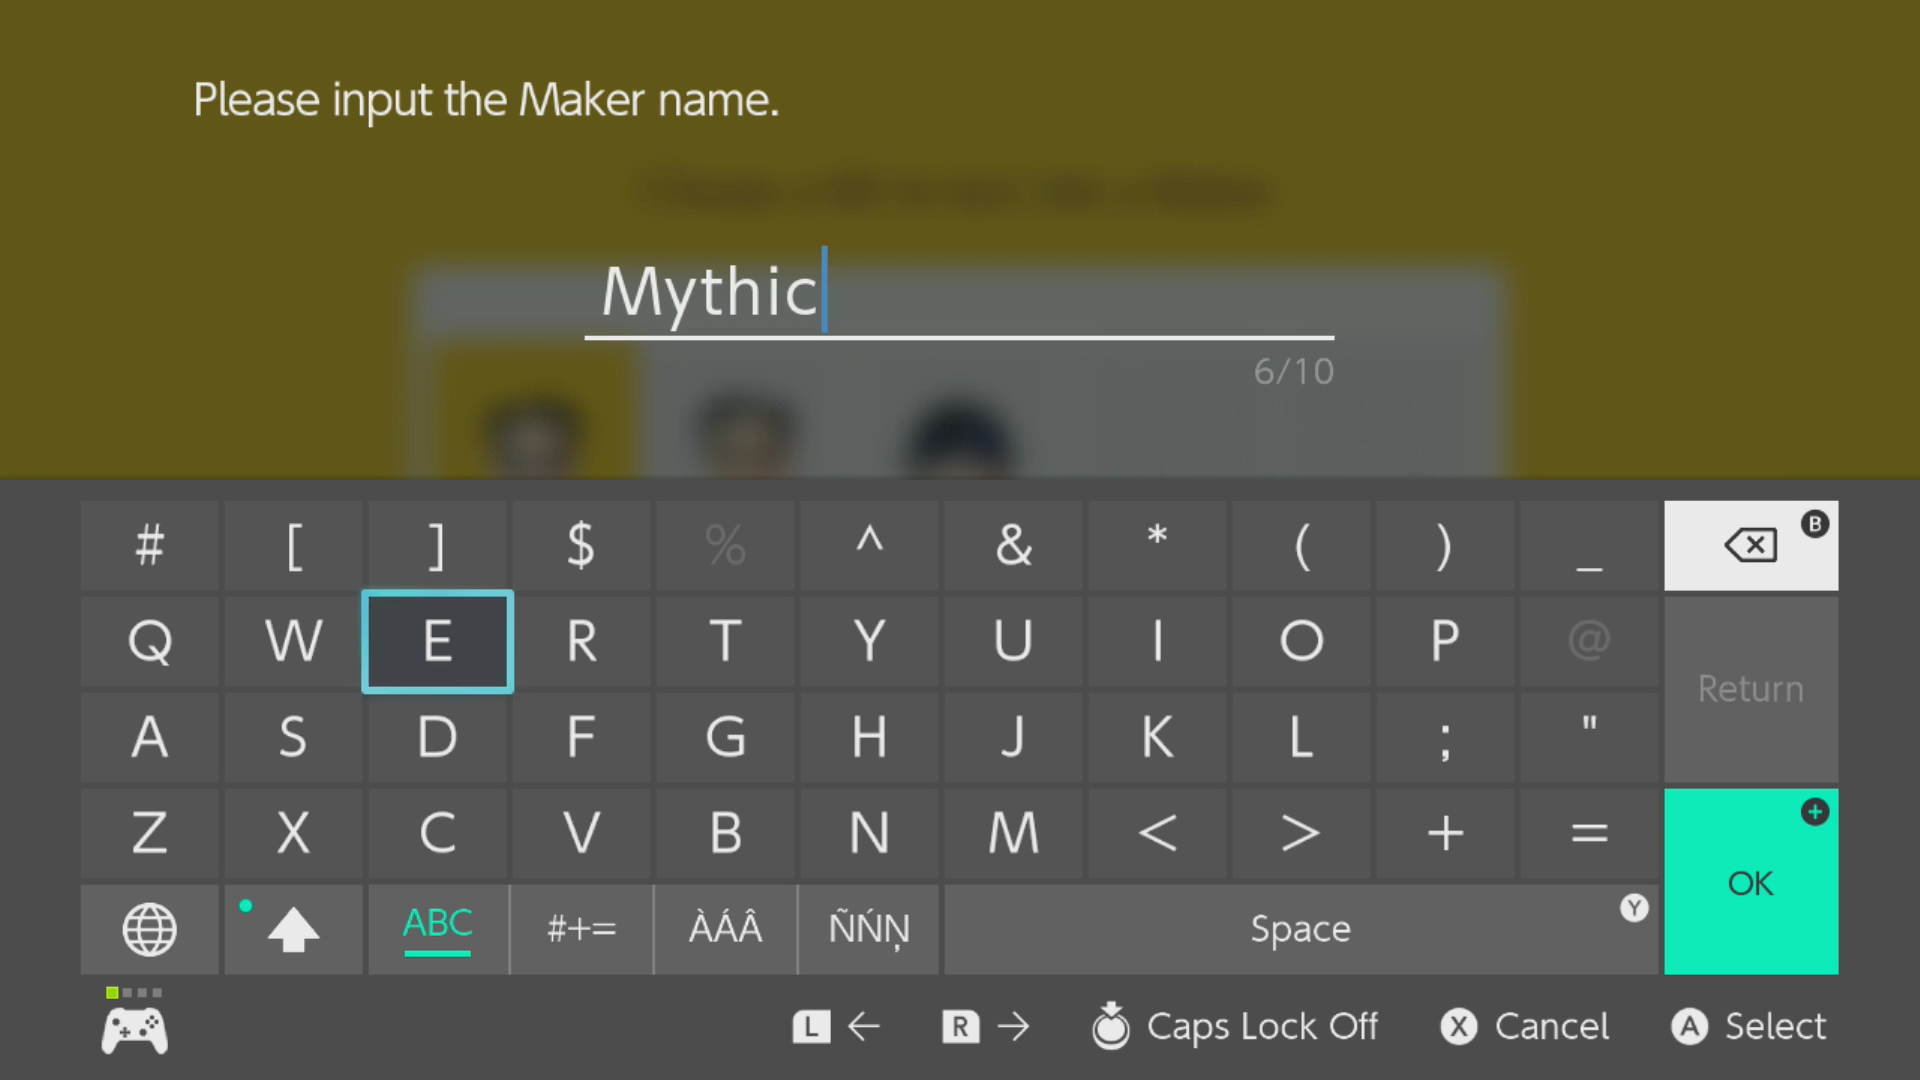 Please input the Maker name.
Mythic
6/10
# [ ] $ % ^ & * ( ) _ B
Q W E R T Y U I O P @ Return
A S D F G H J K L ; "
Z X C V B N M < > + = OK
ABC #+= ÀÁÂ ÑŃŅ Space Y
L ← R → Caps Lock Off X Cancel A Select